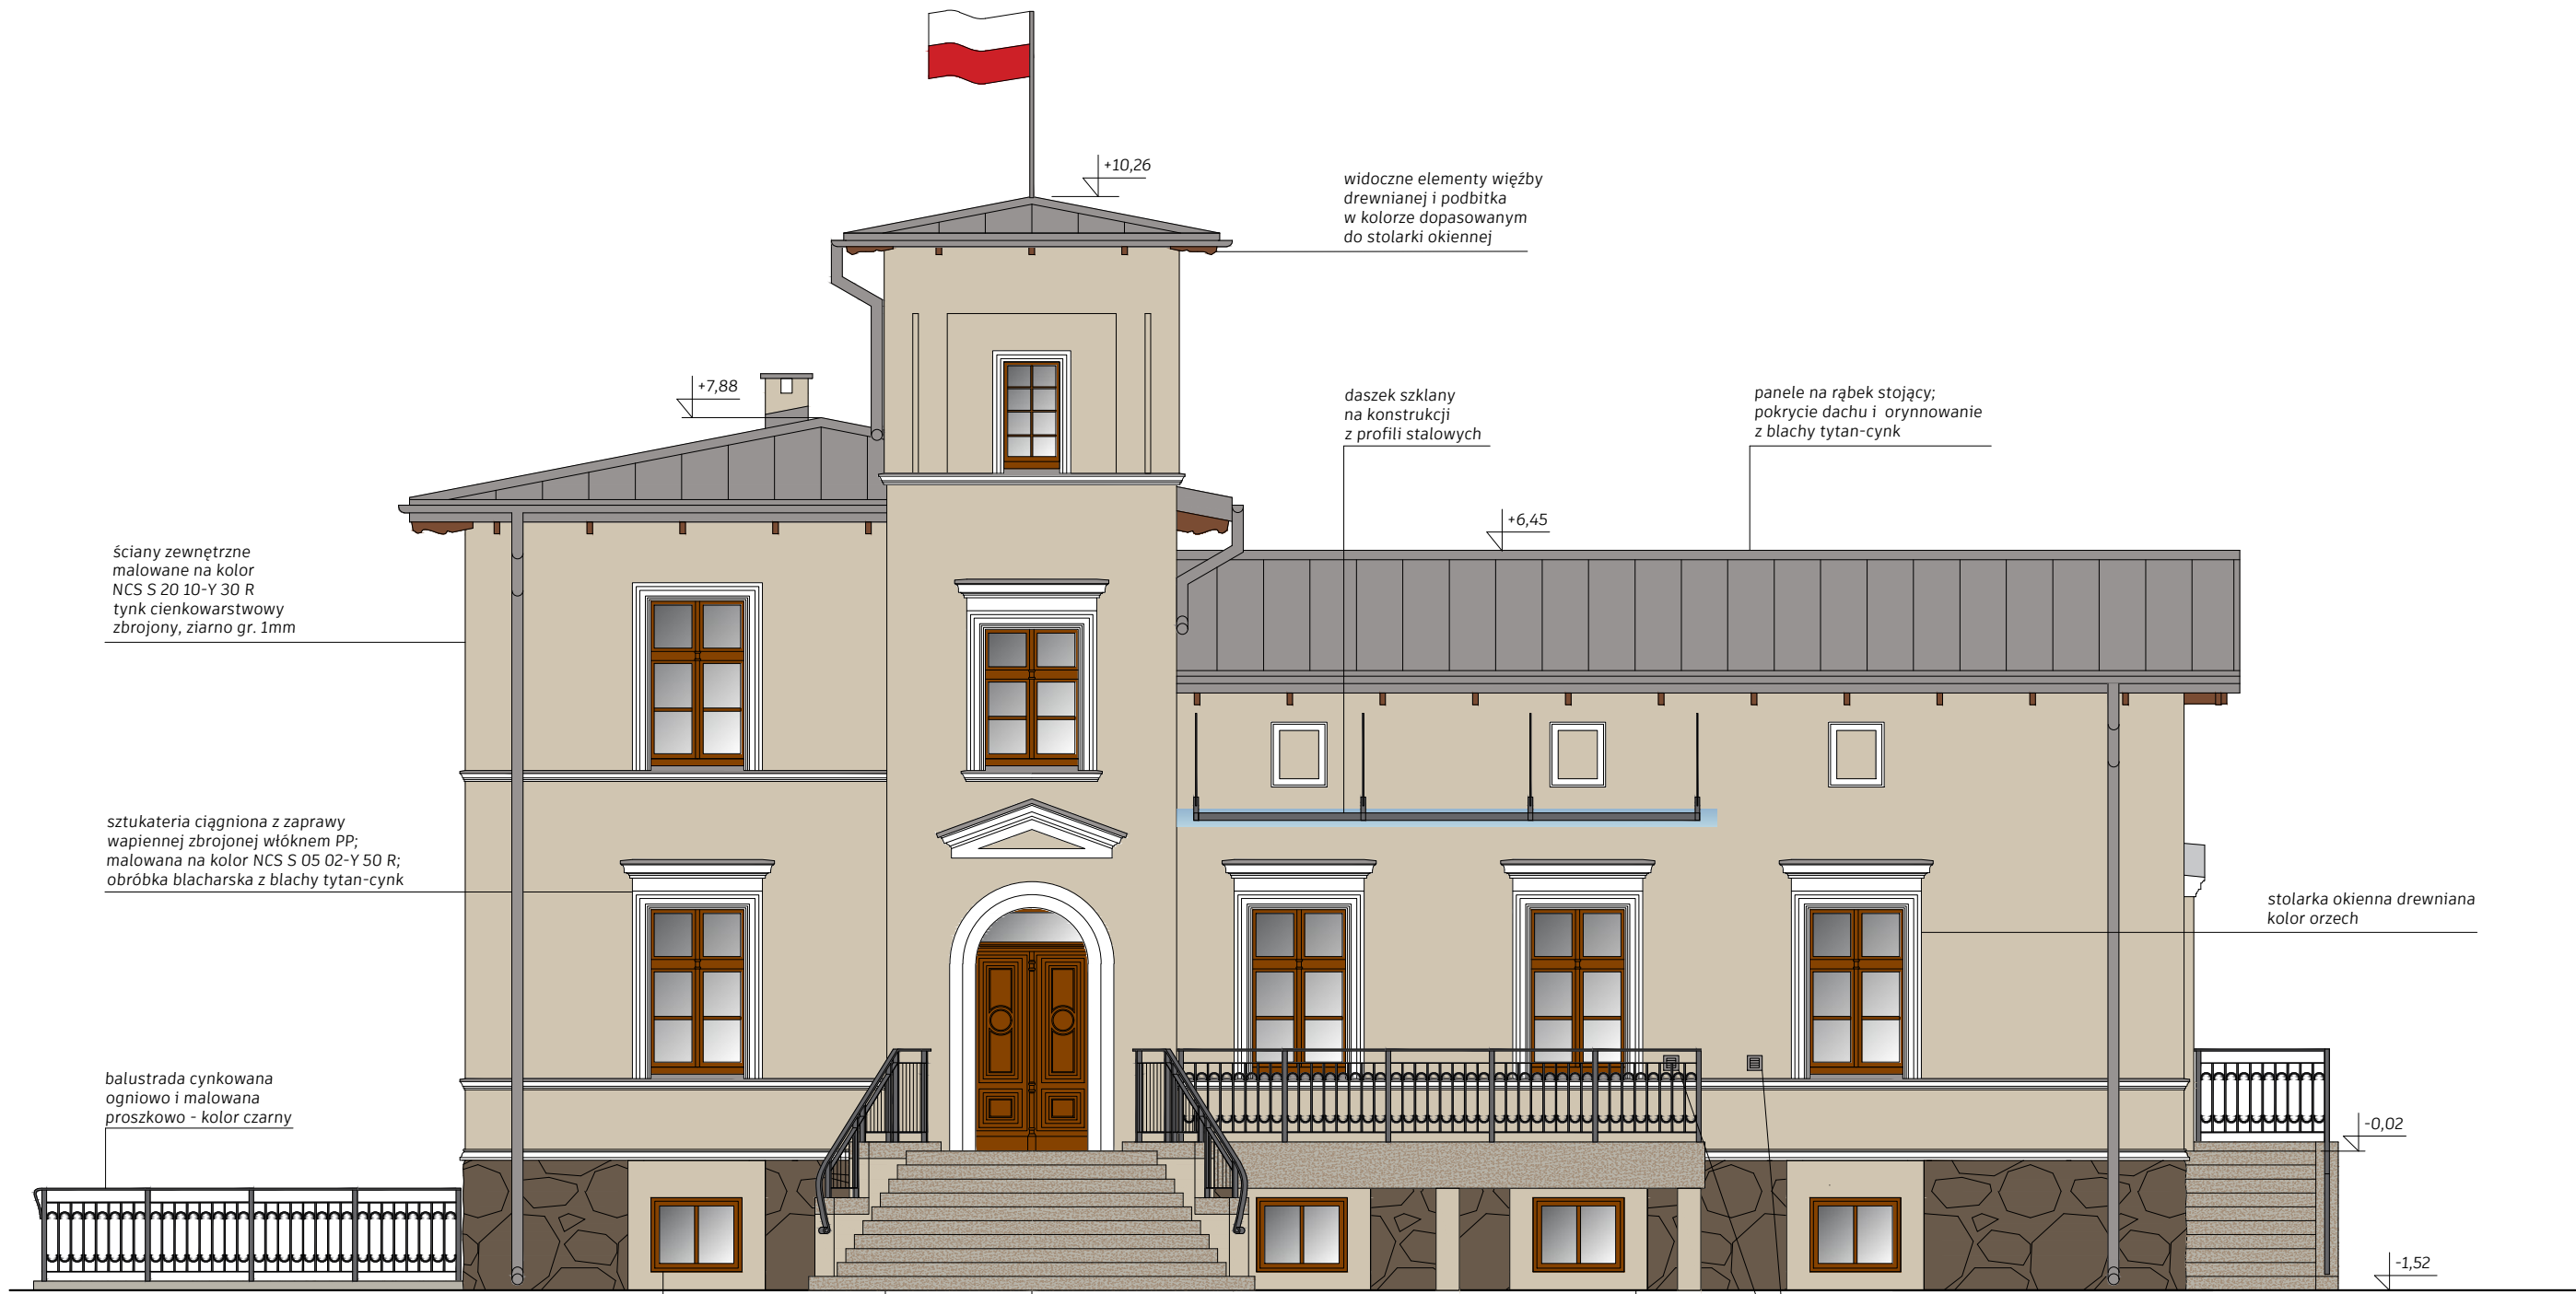 +10,26
widoczne elementy więźby
drewnianej i podbitka
w kolorze dopasowanym
do stolarki okiennej
+7,88
daszek szklany
na konstrukcji
z profili stalowych
panele na rąbek stojący;
pokrycie dachu i orynnowanie
z blachy tytan-cynk
+6,45
ściany zewnętrzne
malowane na kolor
NCS S 20 10-Y 30 R
tynk cienkowarstwowy
zbrojony, ziarno gr. 1mm
sztukateria ciągniona z zaprawy
wapiennej zbrojonej włóknem PP;
malowana na kolor NCS S 05 02-Y 50 R;
obróbka blacharska z blachy tytan-cynk
stolarka okienna drewniana
kolor orzech
balustrada cynkowana
ogniowo i malowana
proszkowo - kolor czarny
-0,02
-1,52